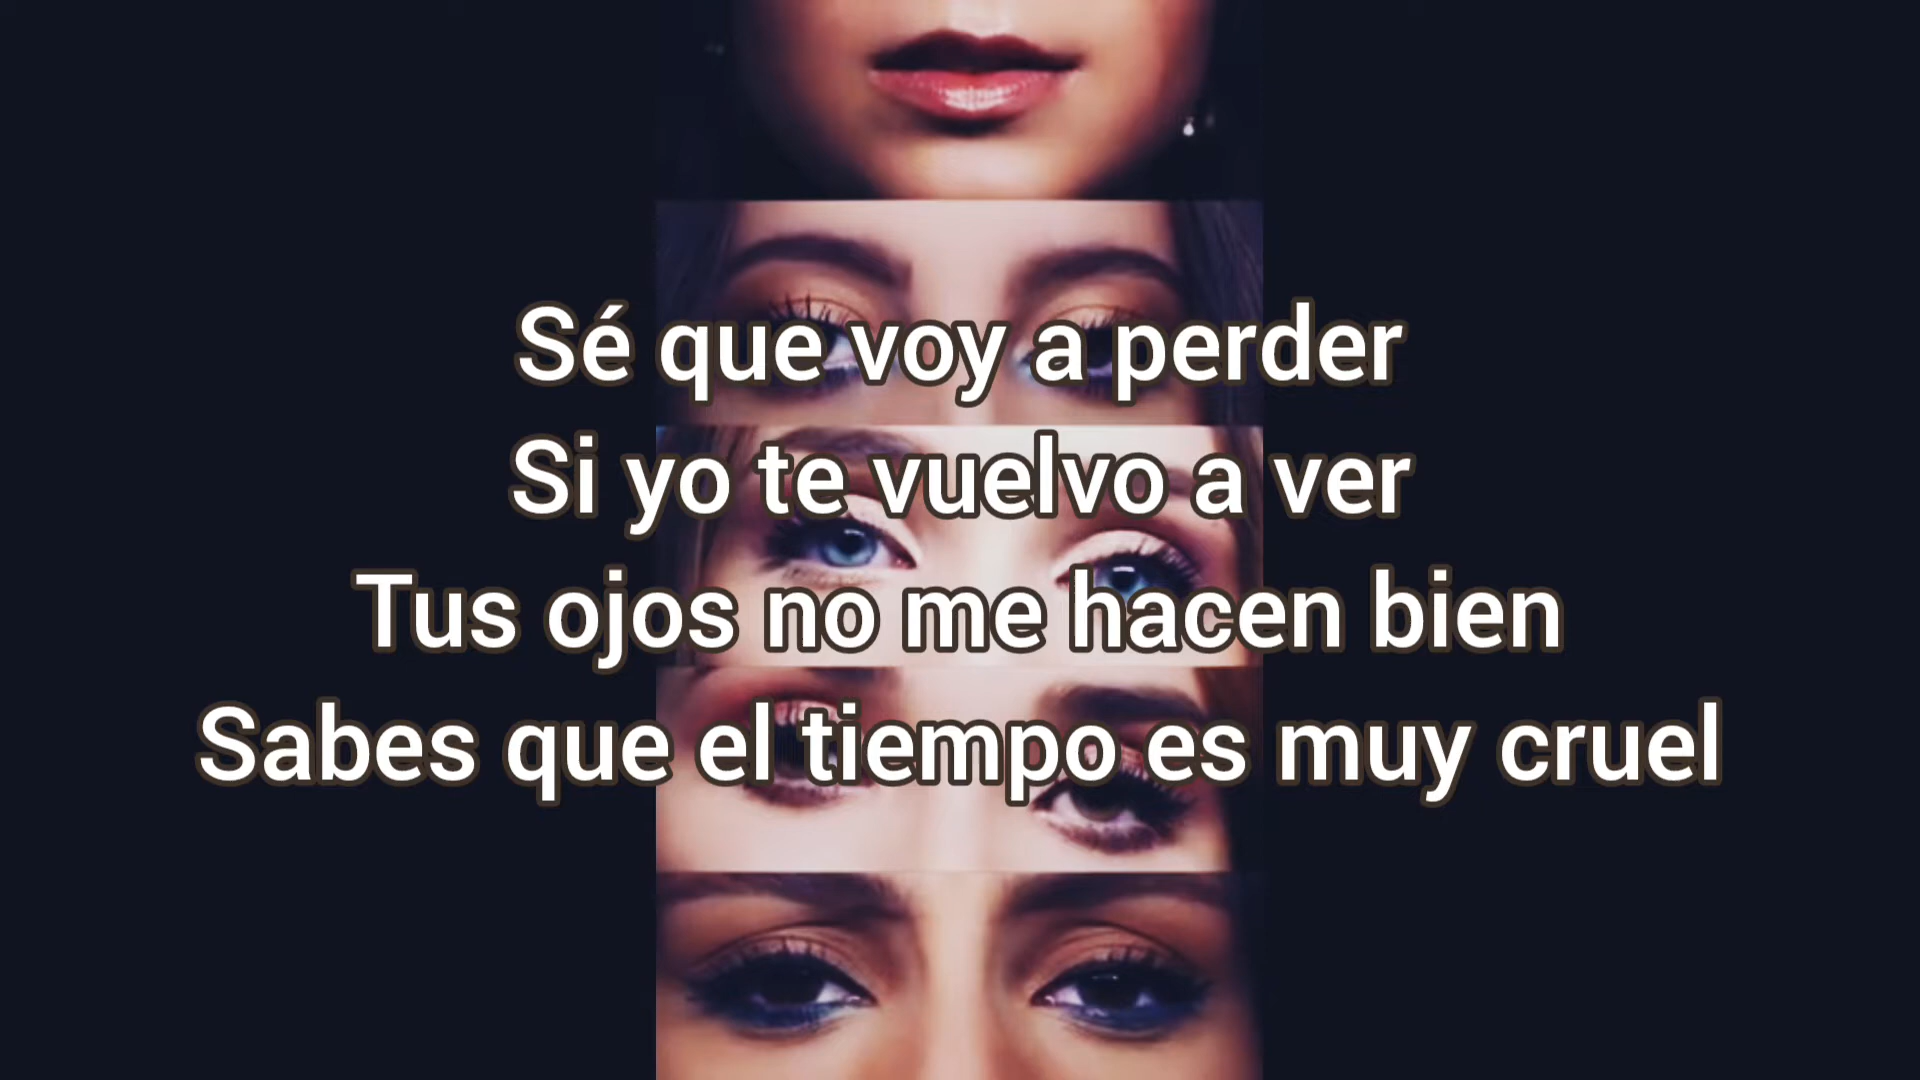 Sé que voy a perder
Si yo te vuelvo a ver
Tus ojos no me hacen bien
Sabes que el tiempo es muy cruel